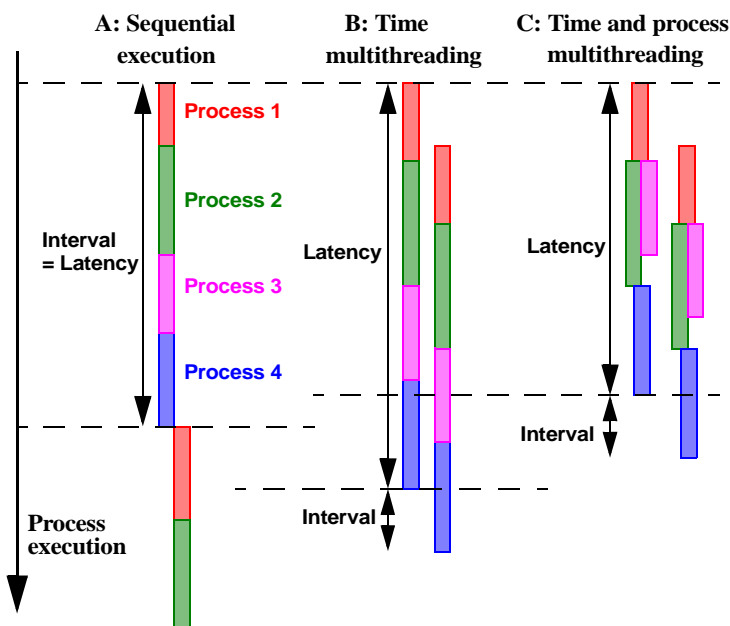 A: Sequential
execution
B: Time
multithreading
C: Time and process
multithreading
Process 1
Process 2
Process 3
Process 4
Interval
= Latency
Latency
Interval
Latency
Interval
Process
execution